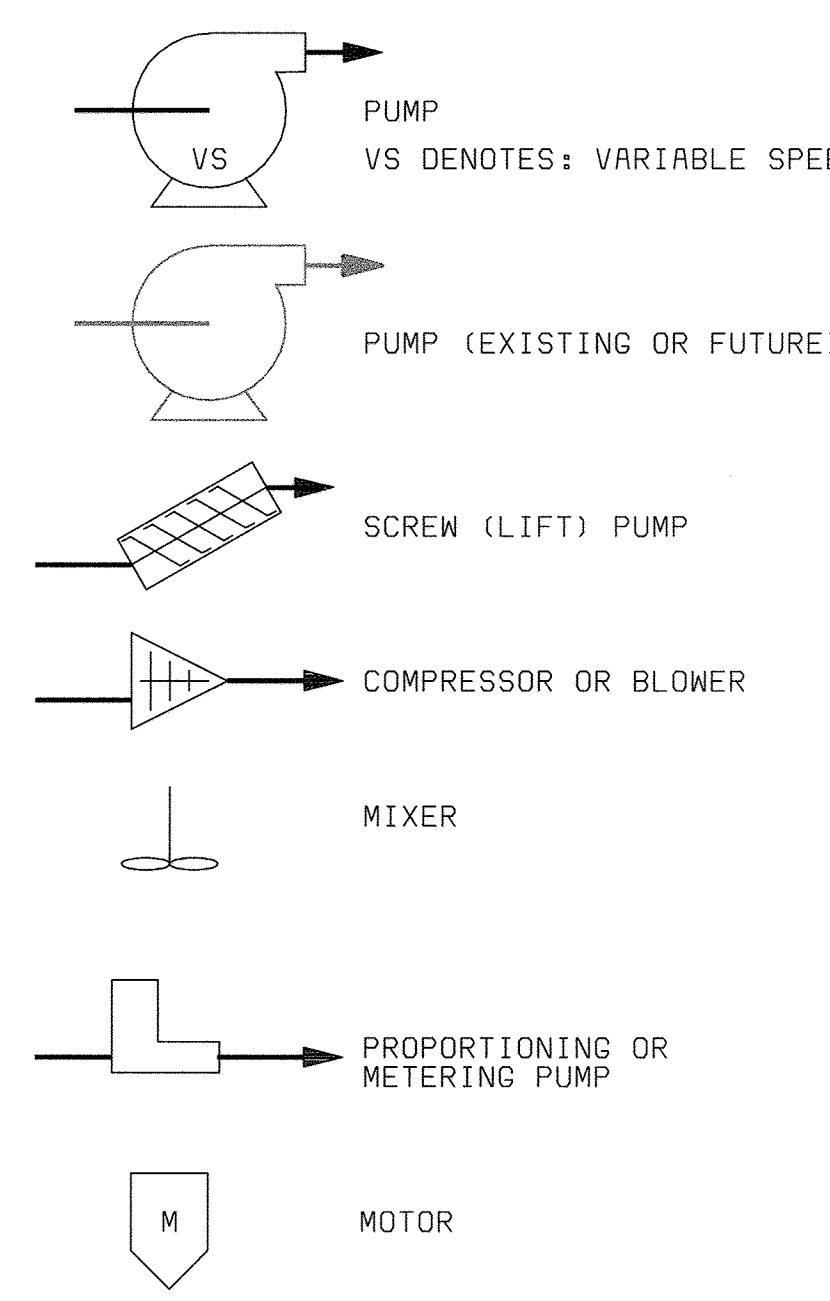 PUMP
VS
VS DENOTES: VARIABLE
PUMP (EXISTING OR FUTURE)
SCREW (LIFT) PUMP
COMPRESSOR OR BLOWER
MIXER
PROPORTIONING OR
METERING PUMP
M MOTOR